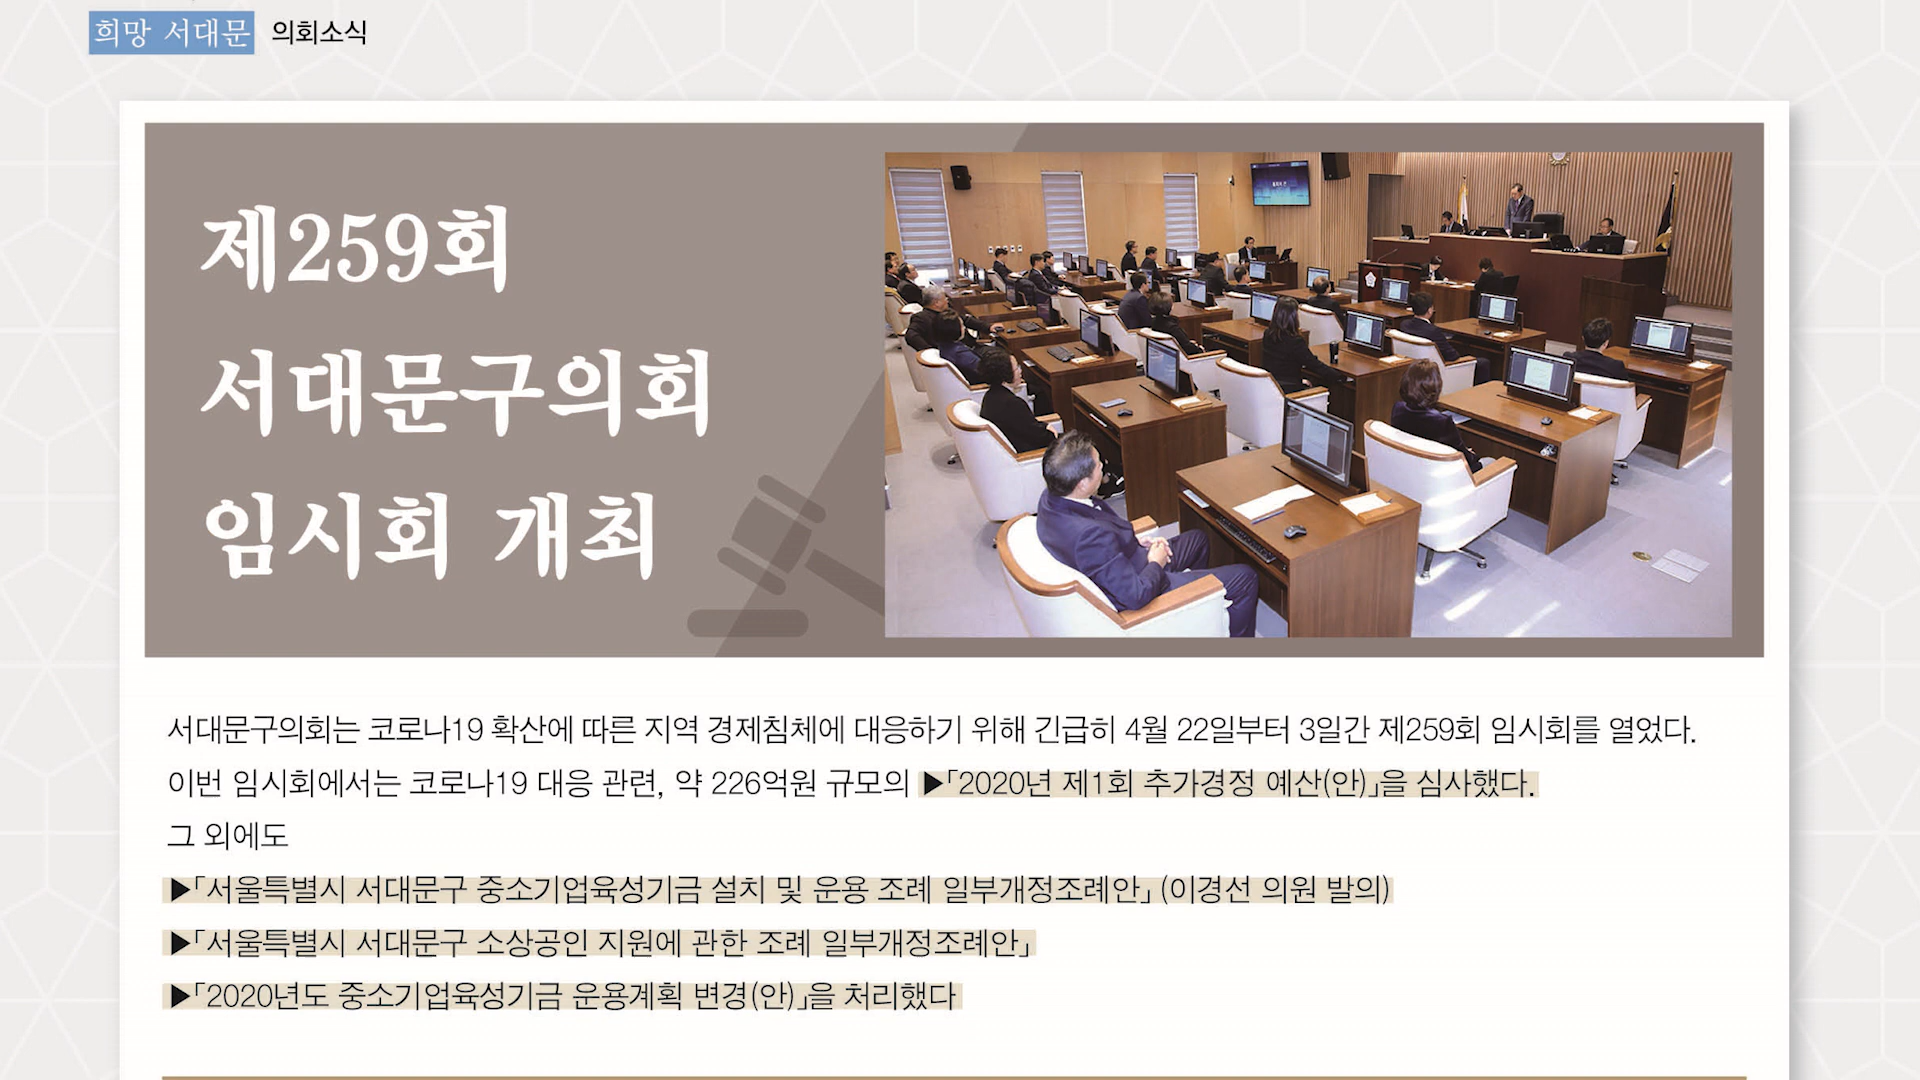 희망 서대문 의회소식
제259회
서대문구의회
임시회 개최
서대문구의회는 코로나19 확산에 따른 지역 경제침체에 대응하기 위해 긴급히 4월 22일부터 3일간 제259회 임시회를 열었다.
이번 임시회에서는 코로나19 대응 관련, 약 226억원 규모의 ▶「2020년 제1회 추가경정 예산(안)」을 심사했다.
그 외에도
▶「서울특별시 서대문구 중소기업육성기금 설치 및 운용 조례 일부개정조례안」 (이경선 의원 발의)
▶「서울특별시 서대문구 소상공인 지원에 관한 조례 일부개정조례안」
▶「2020년도 중소기업육성기금 운용계획 변경(안)」을 처리했다